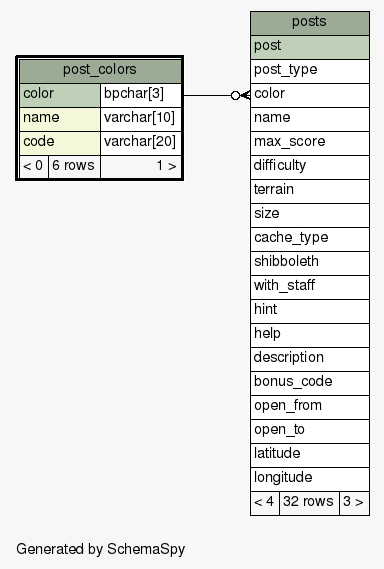 post_colors
color bpchar[3]
name varchar[10]
code varchar[20]
< 0 6 rows 1 >
posts
post
post_type
color
name
max_score
difficulty
terrain
size
cache_type
shibboleth
with_staff
hint
help
description
bonus_code
open_from
open_to
latitude
longitude
< 4 32 rows 3 >
Generated by SchemaSpy